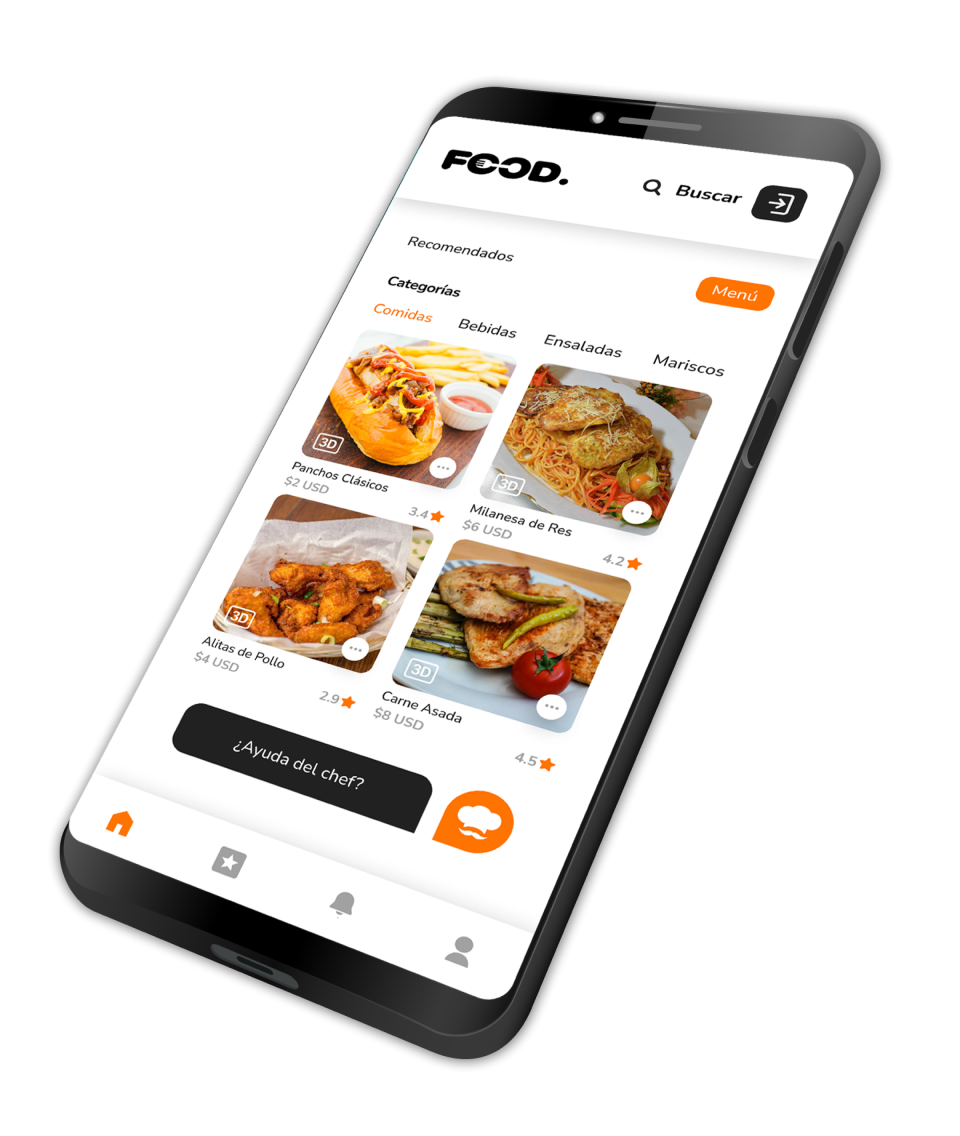 FOOD.
Buscar
Recomendados
Menú
Categorías
Comidas Bebidas Ensaladas Mariscos
3D
Panchos Clásicos
$2 USD
3.4
3D
Milanesa de Res
$6 USD
4.2
3D
Alitas de Pollo
$4 USD
2.9
3D
Carne Asada
$8 USD
4.5
¿Ayuda del chef?